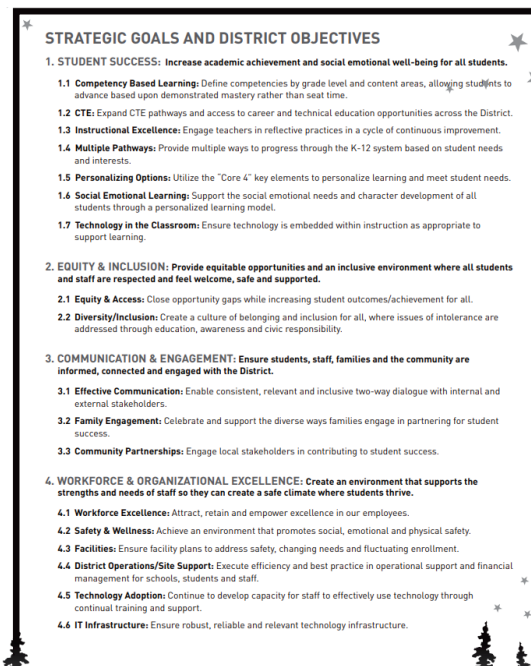 STRATEGIC GOALS AND DISTRICT OBJECTIVES
1. STUDENT SUCCESS: Increase academic achievement and social emotional well-being for all students.
1.1 Competency Based Learning: Define competencies by grade level and content areas, allowing students to
advance based upon demonstrated mastery rather than seat time.
1.2 CTE: Expand CTE pathways and access to career and technical education opportunities across the District.
1.3 Instructional Excellence: Engage teachers in reflective practices in a cycle of continuous improvement.
1.4 Multiple Pathways: Provide multiple ways to progress through the K-12 system based on student needs
and interests.
1.5 Personalizing Options: Utilize the “Core 4” key elements to personalize learning and meet student needs.
1.6 Social Emotional Learning: Support the social emotional needs and character development of all
students through a personalized learning model.
1.7 Technology in the Classroom: Ensure technology is embedded within instruction as appropriate to
support learning.
2. EQUITY & INCLUSION: Provide equitable opportunities and an inclusive environment where all students
and staff are respected and feel welcome, safe and supported.
2.1 Equity & Access: Close opportunity gaps while increasing student outcomes/achievement for all.
2.2 Diversity/Inclusion: Create a culture of belonging and inclusion for all, where issues of intolerance are
addressed through education, awareness and civic responsibility.
3. COMMUNICATION & ENGAGEMENT: Ensure students, staff, families and the community are
informed, connected and engaged with the District.
3.1 Effective Communication: Enable consistent, relevant and inclusive two-way dialogue with internal and
external stakeholders.
3.2 Family Engagement: Celebrate and support the diverse ways families engage in partnering for student
success.
3.3 Community Partnerships: Engage local stakeholders in contributing to student success.
4. WORKFORCE & ORGANIZATIONAL EXCELLENCE: Create an environment that supports the
strengths and needs of staff so they can create a safe climate where students thrive.
4.1 Workforce Excellence: Attract, retain and empower excellence in our employees.
4.2 Safety & Wellness: Achieve an environment that promotes social, emotional and physical safety.
4.3 Facilities: Ensure facility plans to address safety, changing needs and fluctuating enrollment.
4.4 District Operations/Site Support: Execute efficiency and best practice in operational support and financial
management for schools, students and staff.
4.5 Technology Adoption: Continue to develop capacity for staff to effectively use technology through
continual training and support.
4.6 IT Infrastructure: Ensure robust, reliable and relevant technology infrastructure.